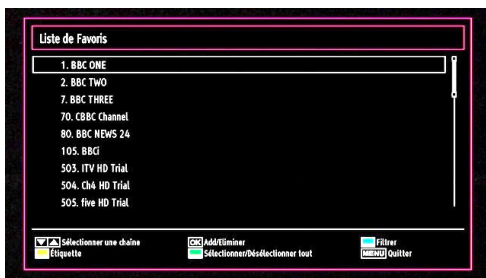 Liste de Favoris
1. BBC ONE
2. BBC TWO
7. BBC THREE
70. CBBC Channel
80. BBC NEWS 24
105. BBCi
503. ITV HD Trial
504. Ch4 HD Trial
505. five HD Trial
Sélectionner une chaîne OK Add/Eliminer Filtrer
Étiquette Sélectionner/Désélectionner tout MENU Quitter